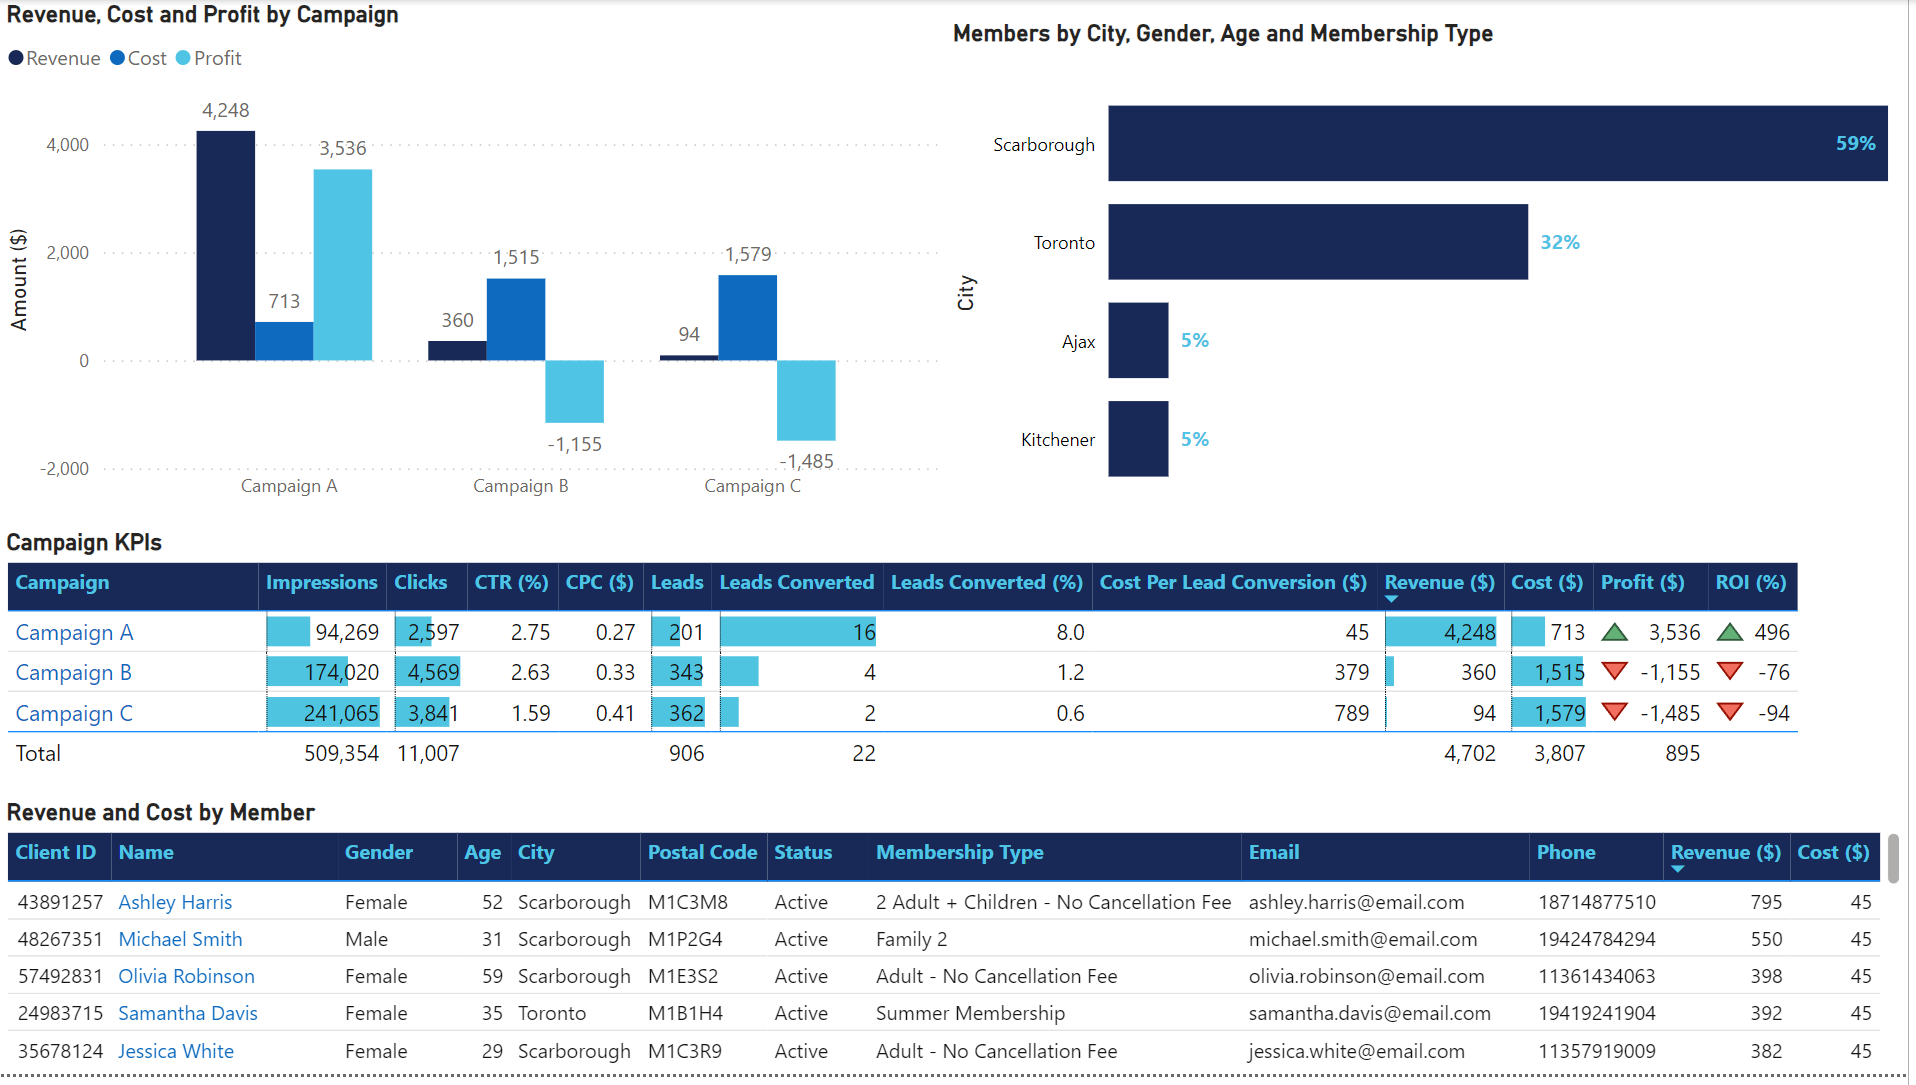 Revenue, Cost and Profit by Campaign
Revenue Cost Profit
Amount ($)
4,000
2,000
0
-2,000
4,248
713
3,536
360
1,515
-1,155
94
1,579
-1,485
Campaign A
Campaign B
Campaign C
Members by City, Gender, Age and Membership Type
City
Scarborough 59%
Toronto 32%
Ajax 5%
Kitchener 5%
Campaign KPIs
Campaign Impressions Clicks CTR (%) CPC ($) Leads Leads Converted Leads Converted (%) Cost Per Lead Conversion ($) Revenue ($) Cost ($) Profit ($) ROI (%)
Campaign A 94,269 2,597 2.75 0.27 201 16 8.0 45 4,248 713 3,536 496
Campaign B 174,020 4,569 2.63 0.33 343 4 1.2 379 360 1,515 -1,155 -76
Campaign C 241,065 3,841 1.59 0.41 362 2 0.6 789 94 1,579 -1,485 -94
Total 509,354 11,007 906 22 4,702 3,807 895
Revenue and Cost by Member
Client ID Name Gender Age City Postal Code Status Membership Type Email Phone Revenue ($) Cost ($)
43891257 Ashley Harris Female 52 Scarborough M1C3M8 Active 2 Adult + Children - No Cancellation Fee ashley.harris@email.com 18714877510 795 45
48267351 Michael Smith Male 31 Scarborough M1P2G4 Active Family 2 michael.smith@email.com 19424784294 550 45
57492831 Olivia Robinson Female 59 Scarborough M1E3S2 Active Adult - No Cancellation Fee olivia.robinson@email.com 11361434063 398 45
24983715 Samantha Davis Female 35 Toronto M1B1H4 Active Summer Membership samantha.davis@email.com 19419241904 392 45
35678124 Jessica White Female 29 Scarborough M1C3R9 Active Adult - No Cancellation Fee jessica.white@email.com 11357919009 382 45